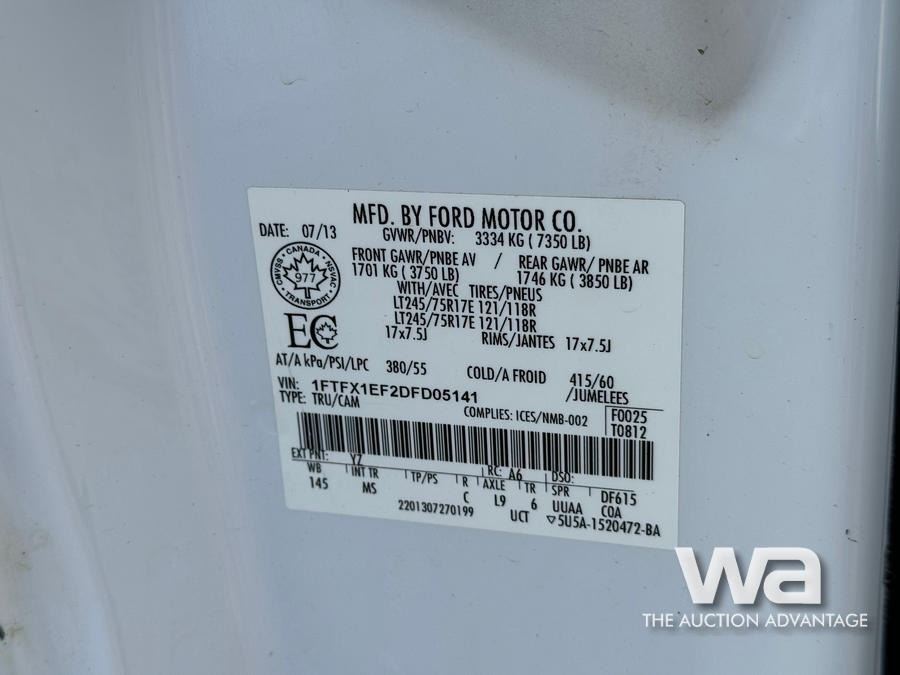 MFD. BY FORD MOTOR CO.
DATE: 07/13 GVWR/PNBV: 3334 KG ( 7350 LB)
FRONT GAWR/PNBE AV / REAR GAWR/ PNBE AR
1701 KG ( 3750 LB) 1746 KG ( 3850 LB)
CMVSS · CANADA · NSVAC · TRANSPORT
977
WITH/AVEC TIRES/PNEUS
LT245/75R17E 121/118R
LT245/75R17E 121/118R
EC
17x7.5J RIMS/JANTES 17x7.5J
AT/A kPa/PSI/LPC 380/55 COLD/A FROID 415/60
VIN: 1FTFX1EF2DFD05141 /JUMELEES
TYPE: TRU/CAM COMPLIES: ICES/NMB-002 F0025
T0812
EXT PNT: YZ RC: A6 DSO:
WB INT TR TP/PS R AXLE TR SPR DF615
145 MS C L9 6 UUAA COA
2201307270199 UCT ▽5U5A-1520472-BA
wa
THE AUCTION ADVANTAGE